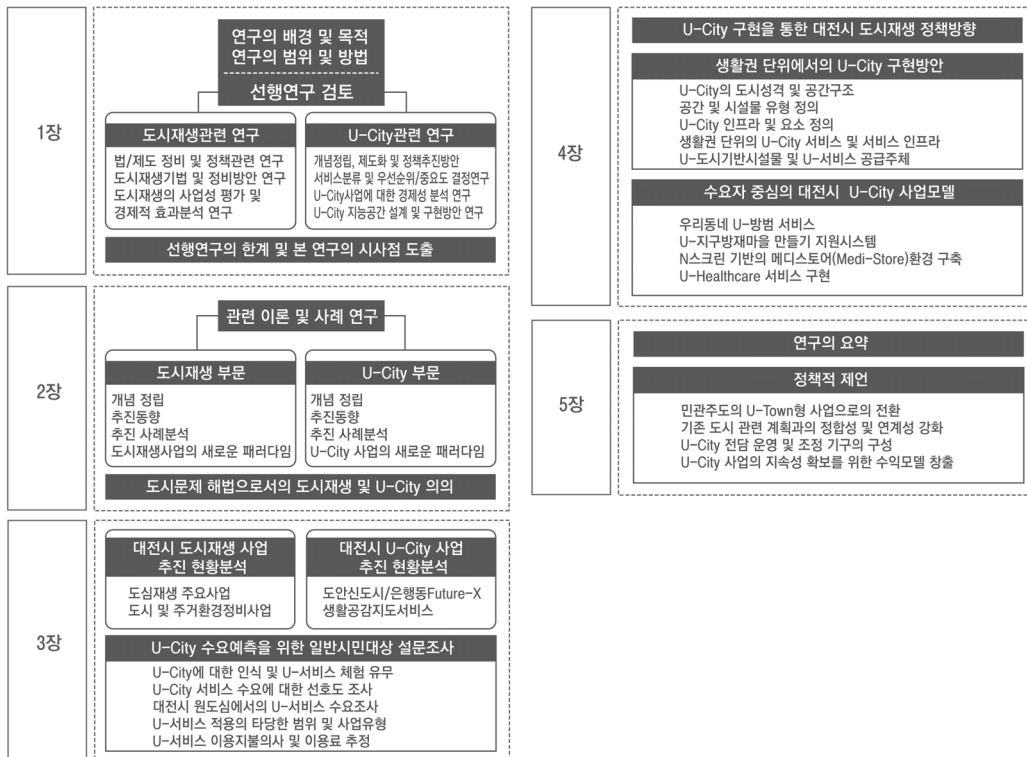 1장
연구의 배경 및 목적
연구의 범위 및 방법
선행연구 검토
도시재생관련 연구
법/제도 정비 및 정책관련 연구
도시재생기법 및 정비방안 연구
도시재생의 사업성 평가 및
경제적 효과분석 연구
U-City관련 연구
개념정립, 제도화 및 정책추진방안
서비스분류 및 우선순위/중요도 결정연구
U-City사업에 대한 경제성 분석 연구
U-City 지능공간 설계 및 구현방안 연구
선행연구의 한계 및 본 연구의 시사점 도출
2장
관련 이론 및 사례 연구
도시재생 부문
개념 정립
추진동향
추진 사례분석
도시재생사업의 새로운 패러다임
U-City 부문
개념 정립
추진동향
추진 사례분석
U-City 사업의 새로운 패러다임
도시문제 해법으로서의 도시재생 및 U-City 의의
3장
대전시 도시재생 사업
추진 현황분석
도심재생 주요사업
도시 및 주거환경정비사업
대전시 U-City 사업
추진 현황분석
도안신도시/은행동Future-X
생활공감지도서비스
U-City 수요예측을 위한 일반시민대상 설문조사
U-City에 대한 인식 및 U-서비스 체험 유무
U-City 서비스 수요에 대한 선호도 조사
대전시 원도심에서의 U-서비스 수요조사
U-서비스 적용의 타당한 범위 및 사업유형
U-서비스 이용지불의사 및 이용료 추정
4장
U-City 구현을 통한 대전시 도시재생 정책방향
생활권 단위에서의 U-City 구현방안
U-City의 도시성격 및 공간구조
공간 및 시설물 유형 정의
U-City 인프라 및 요소 정의
생활권 단위의 U-City 서비스 및 서비스 인프라
U-도시기반시설물 및 U-서비스 공급주체
수요자 중심의 대전시 U-City 사업모델
우리동네 U-방범 서비스
U-지구방재마을 만들기 지원시스템
N스크린 기반의 메디스토어(Medi-Store)환경 구축
U-Healthcare 서비스 구현
5장
연구의 요약
정책적 제언
민관주도의 U-Town형 사업으로의 전환
기존 도시 관련 계획과의 정합성 및 연계성 강화
U-City 전담 운영 및 조정 기구의 구성
U-City 사업의 지속성 확보를 위한 수익모델 창출